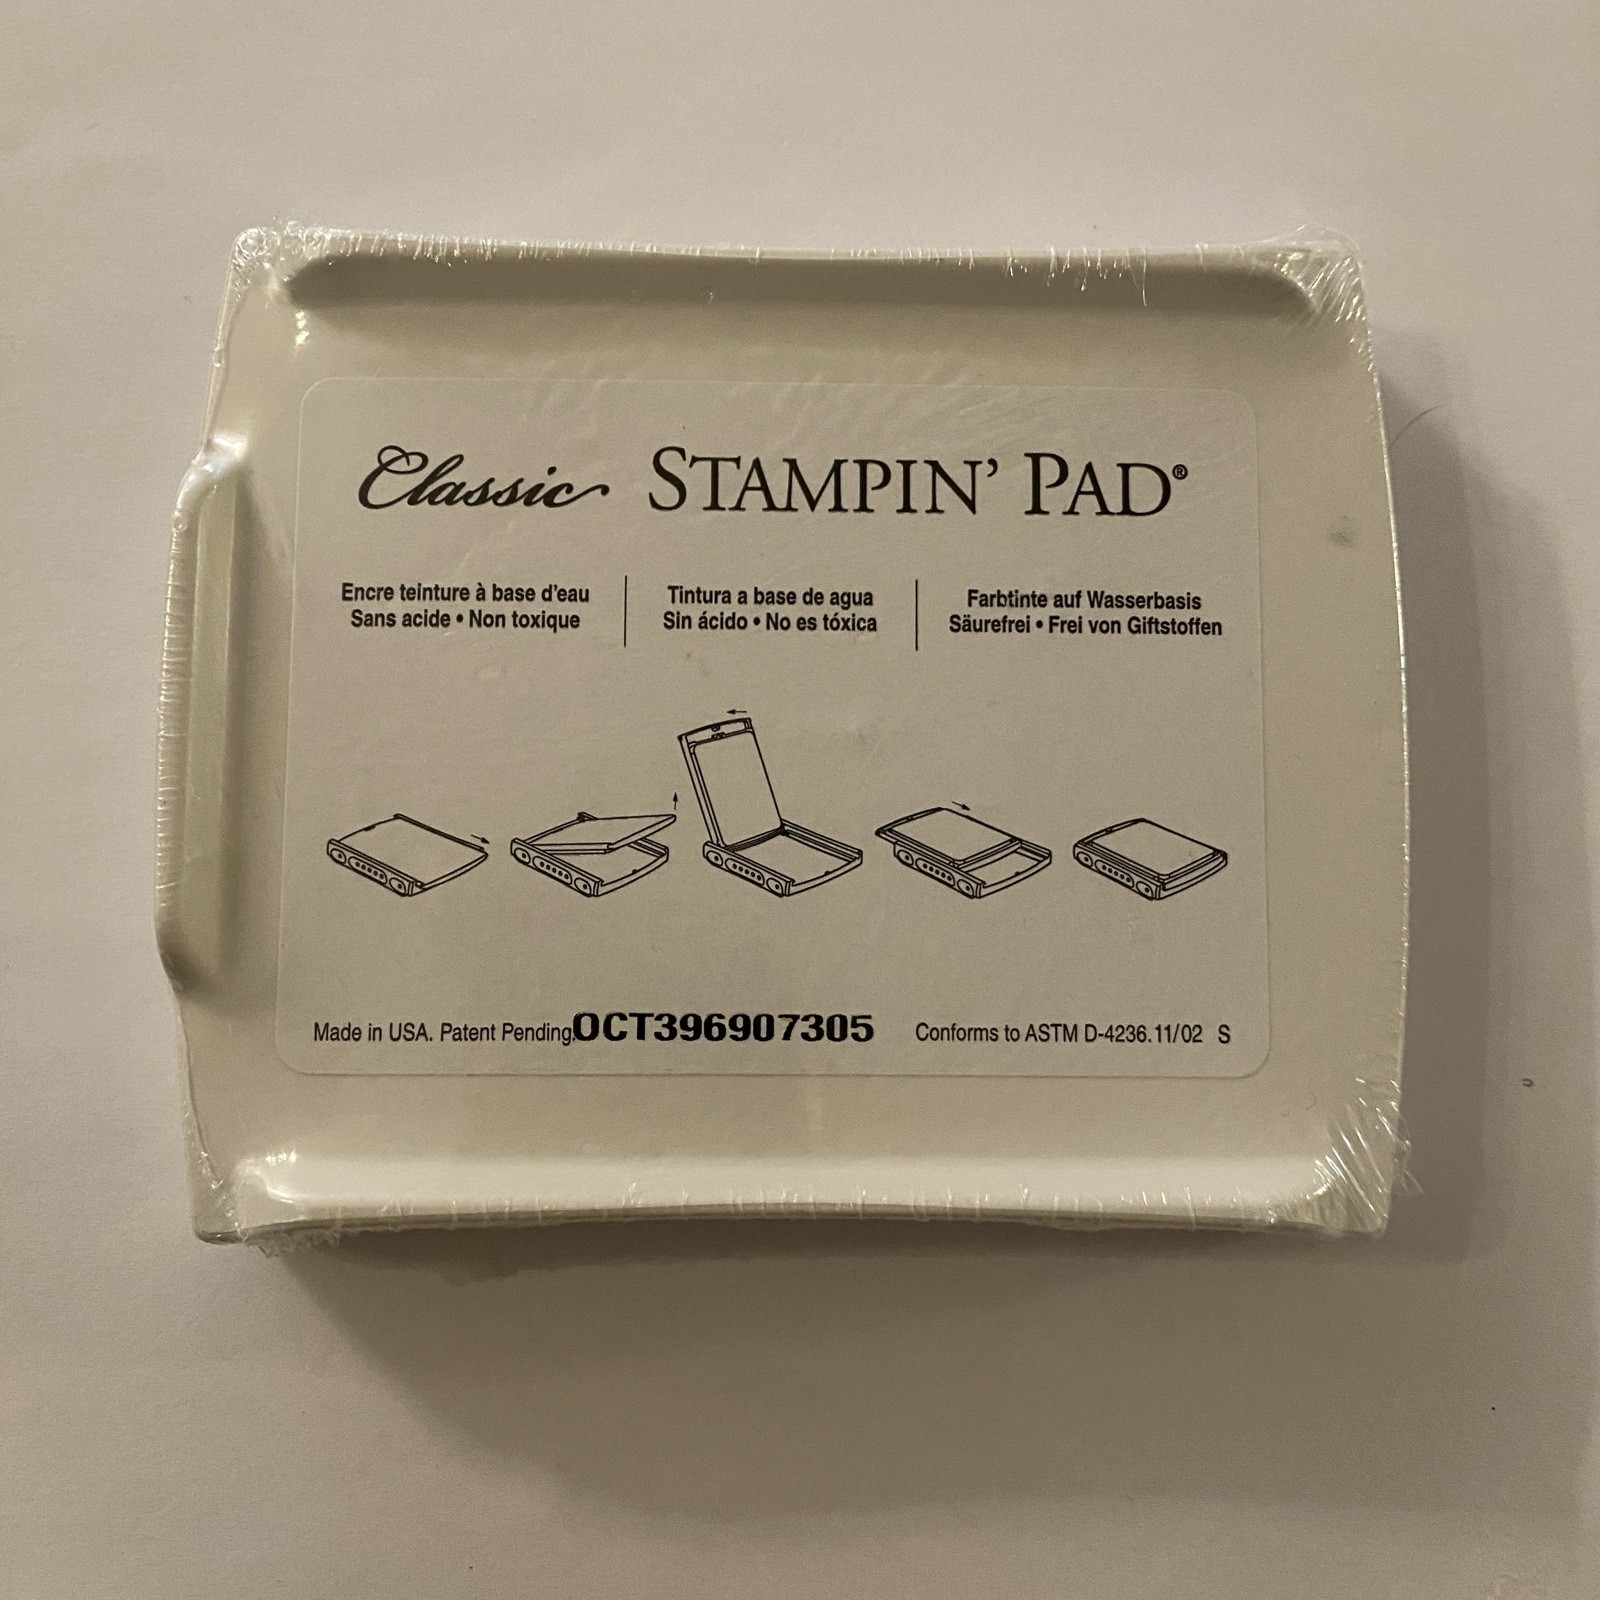 Classic STAMPIN' PAD®
Encre teinture à base d'eau
Sans acide • Non toxique
Tintura a base de agua
Sin ácido • No es tóxica
Farbtinte auf Wasserbasis
Säurefrei • Frei von Giftstoffen
Made in USA. Patent Pending.OCT396907305 Conforms to ASTM D-4236. 11/02 S